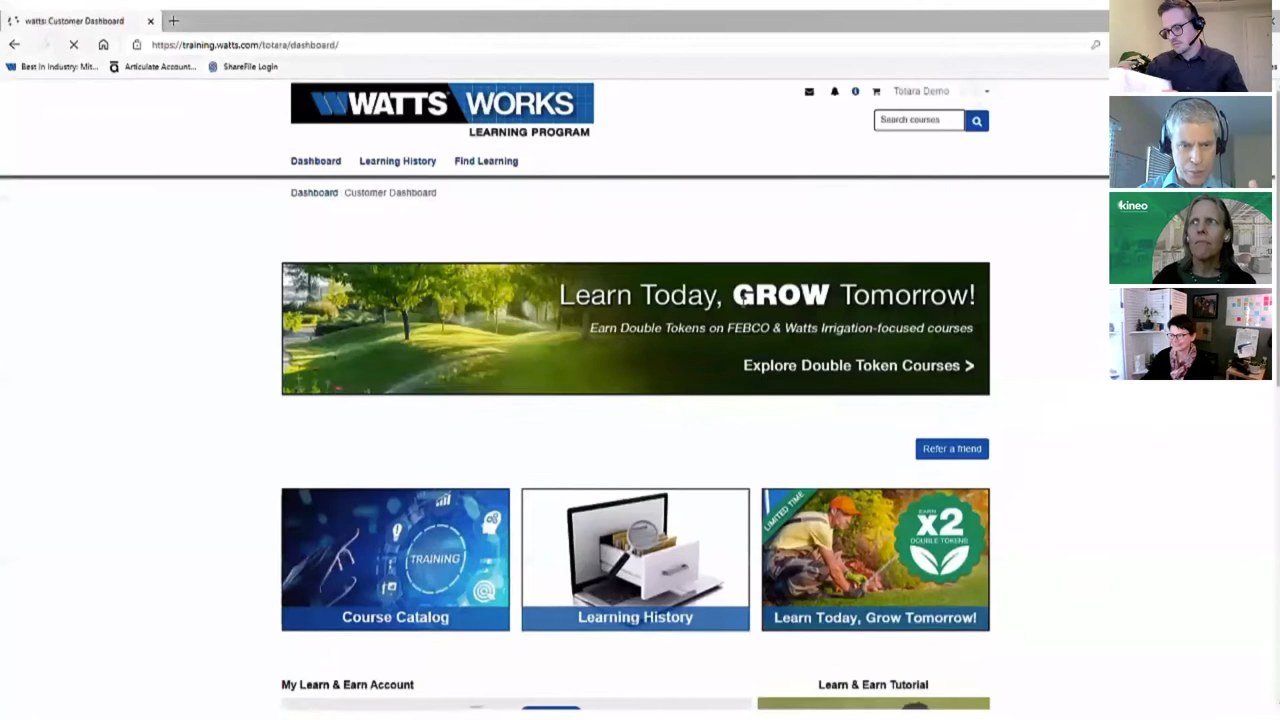 watts: Customer Dashboard
https://training.watts.com/totara/dashboard/
Best In Industry: Mit...
Articulate Account...
ShareFile Login
WATTS WORKS
LEARNING PROGRAM
Totara Demo
Search courses
Dashboard
Learning History
Find Learning
Dashboard
Customer Dashboard
Learn Today, GROW Tomorrow!
Earn Double Tokens on FEBCO & Watts Irrigation-focused courses
Explore Double Token Courses >
Refer a friend
TRAINING
Course Catalog
Learning History
LIMITED TIME
EARN
x2
DOUBLE TOKENS
Learn Today, Grow Tomorrow!
My Learn & Earn Account
Learn & Earn Tutorial
kineo